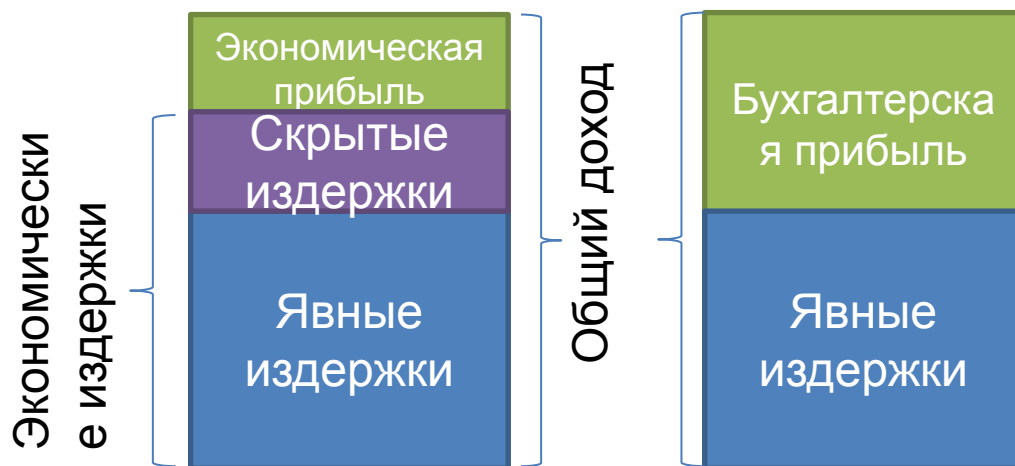 Экономически
е издержки
Экономическая
прибыль
Скрытые
издержки
Явные
издержки
Общий доход
Бухгалтерска
я прибыль
Явные
издержки